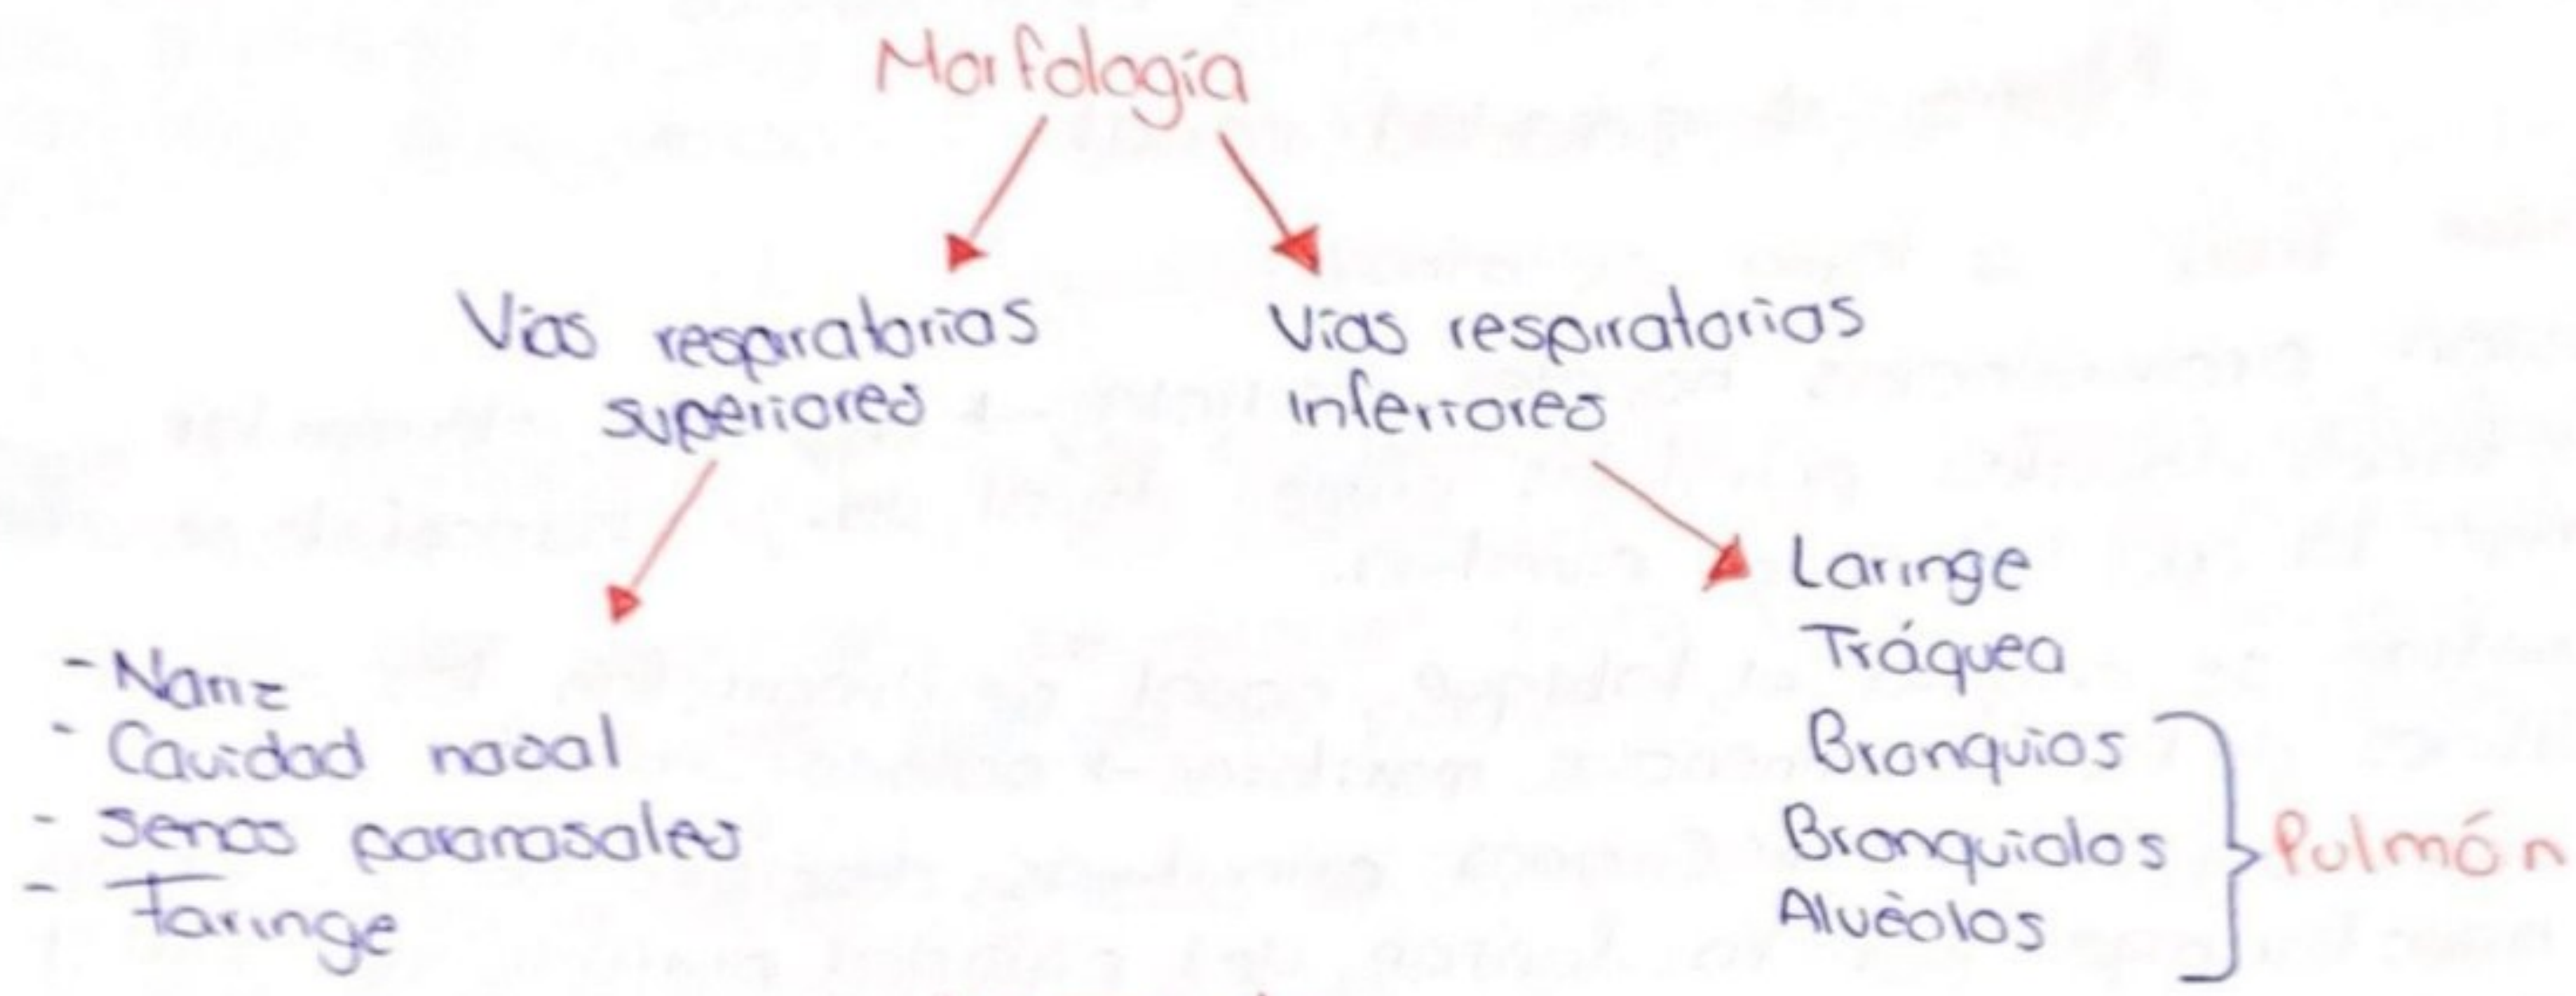 Morfología
Vías respiratorias
superiores
Vías respiratorias
inferiores
- Nariz
- Cavidad nasal
- senos paranasales
- Faringe
Laringe
Tráquea
Bronquios
Bronquiolos
Alvéolos
Pulmón